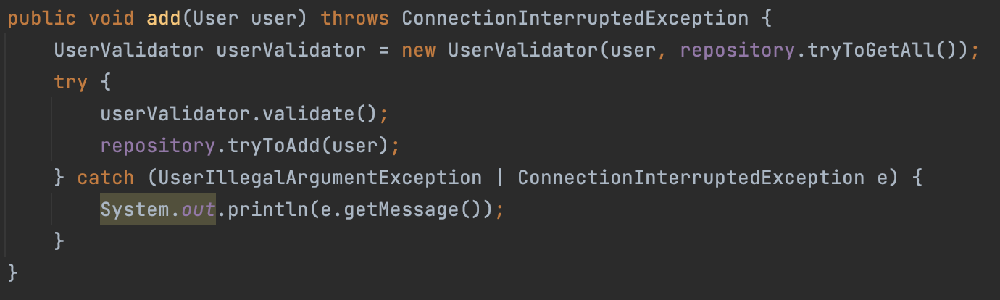 public void add(User user) throws ConnectionInterruptedException {
    UserValidator userValidator = new UserValidator(user, repository.tryToGetAll());
    try {
        userValidator.validate();
        repository.tryToAdd(user);
    } catch (UserIllegalArgumentException | ConnectionInterruptedException e) {
        System.out.println(e.getMessage());
    }
}